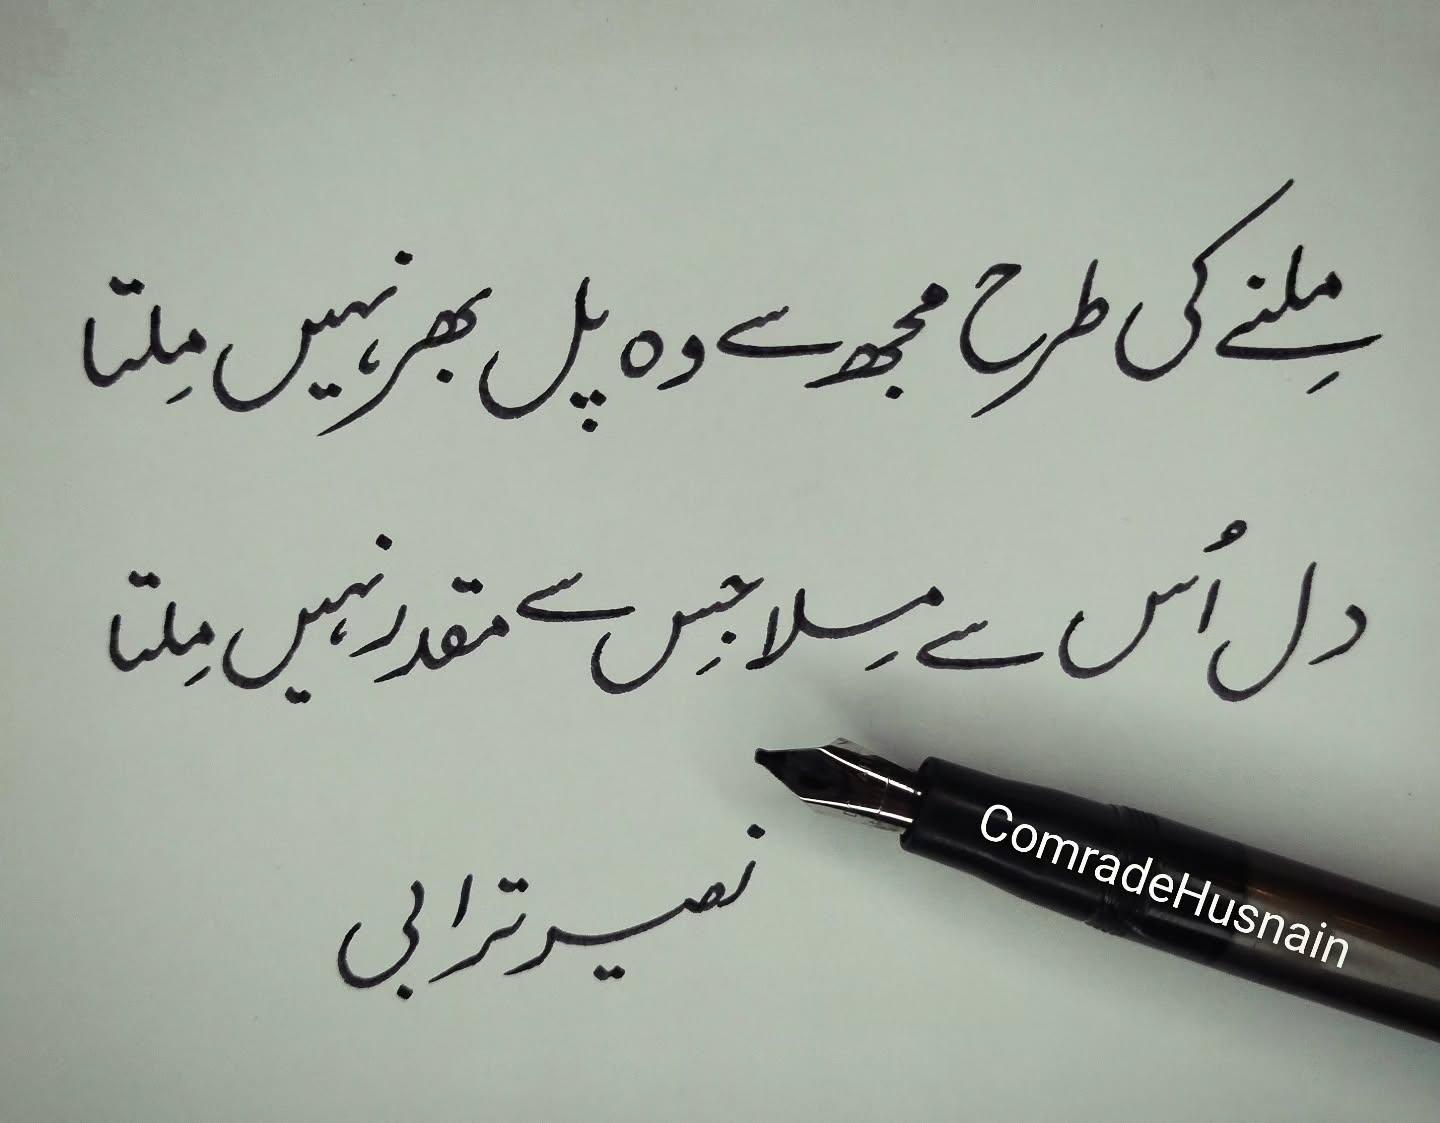 مِلنے کی طرح مجھ سے وہ پل بھر نہیں مِلتا
دل اُس سے مِلا جِس سے مقدر نہیں مِلتا
نصیر ترابی
ComradeHusnain